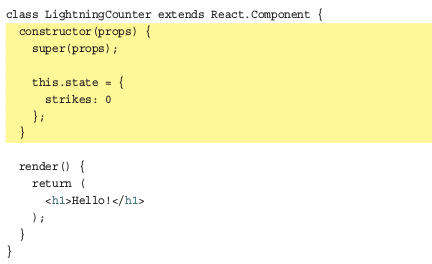 class LightningCounter extends React.Component {
  constructor(props) {
    super(props);

    this.state = {
      strikes: 0
    };
  }

  render() {
    return (
      <h1>Hello!</h1>
    );
  }
}